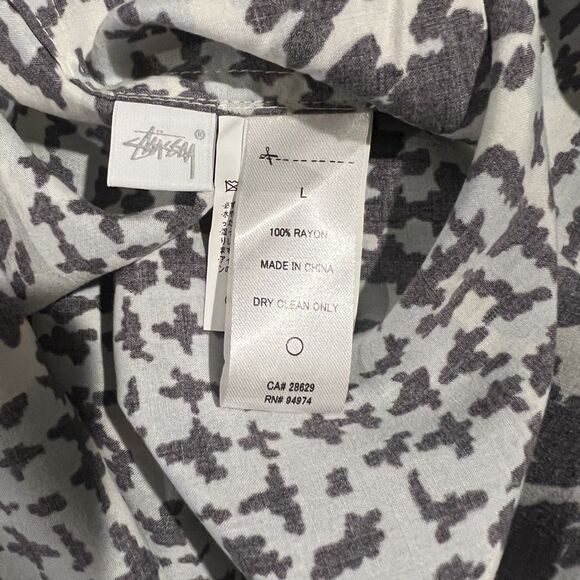 STÜSSY®
L
100% RAYON
MADE IN CHINA
DRY CLEAN ONLY
CA# 28629
RN# 94974